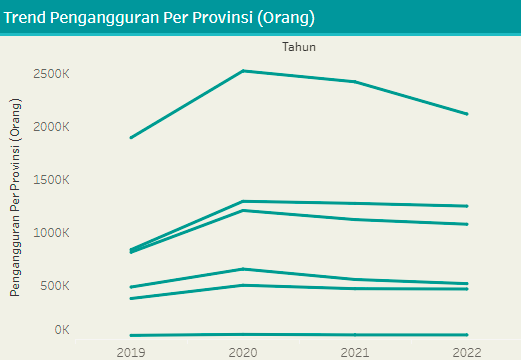 Trend Pengangguran Per Provinsi (Orang)
Tahun
Pengangguran Per Provinsi (Orang)
2500K
2000K
1500K
1000K
500K
0K
2019 2020 2021 2022